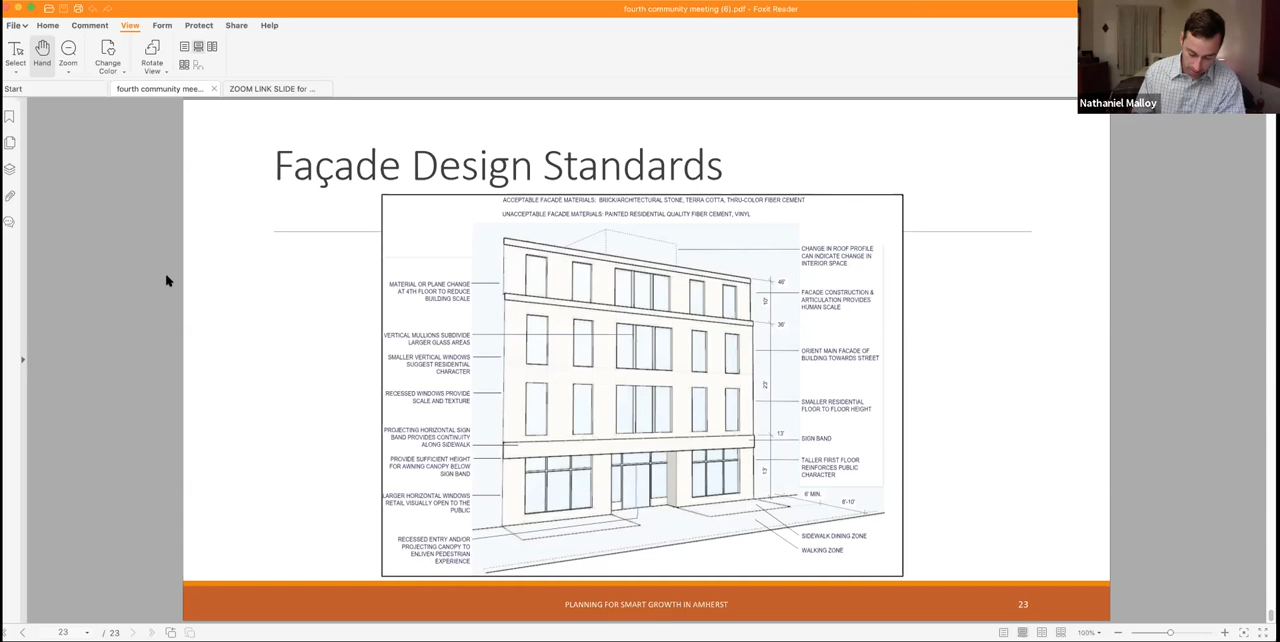 fourth community meeting (6).pdf - Foxit Reader
File Home Comment View Form Protect Share Help
Select Hand Zoom Change Color Rotate View
Start fourth community mee... ZOOM LINK SLIDE for ...
Nathaniel Malloy
Façade Design Standards
ACCEPTABLE FACADE MATERIALS: BRICK/ARCHITECTURAL STONE, TERRA COTTA, THRU-COLOR FIBER CEMENT
UNACCEPTABLE FACADE MATERIALS: PAINTED RESIDENTIAL QUALITY FIBER CEMENT, VINYL
MATERIAL OR PLANE CHANGE
AT 4TH FLOOR TO REDUCE
BUILDING SCALE
VERTICAL MULLIONS SUBDIVIDE
LARGER GLASS AREAS
SMALLER VERTICAL WINDOWS
SUGGEST RESIDENTIAL
CHARACTER
RECESSED WINDOWS PROVIDE
SCALE AND TEXTURE
PROJECTING HORIZONTAL SIGN
BAND PROVIDES CONTINUITY
ALONG SIDEWALK
PROVIDE SUFFICIENT HEIGHT
FOR AWNING CANOPY BELOW
SIGN BAND
LARGER HORIZONTAL WINDOWS
RETAIL VISUALLY OPEN TO THE
PUBLIC
RECESSED ENTRY AND/OR
PROJECTING CANOPY TO
ENLIVEN PEDESTRIAN
EXPERIENCE
46'
10'
36'
23'
13'
13'
6' MIN.
8'-10'
CHANGE IN ROOF PROFILE
CAN INDICATE CHANGE IN
INTERIOR SPACE
FACADE CONSTRUCTION &
ARTICULATION PROVIDES
HUMAN SCALE
ORIENT MAIN FACADE OF
BUILDING TOWARDS STREET
SMALLER RESIDENTIAL
FLOOR TO FLOOR HEIGHT
SIGN BAND
TALLER FIRST FLOOR
REINFORCES PUBLIC
CHARACTER
SIDEWALK DINING ZONE
WALKING ZONE
PLANNING FOR SMART GROWTH IN AMHERST 23
23 / 23 100%